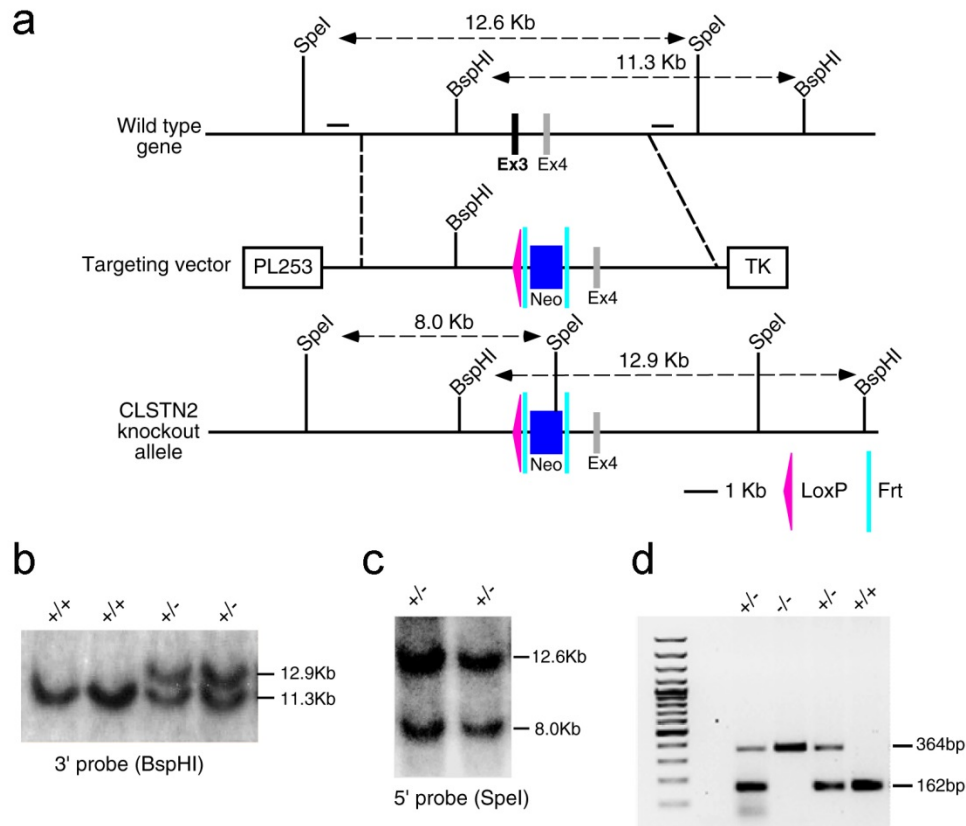 a
SpeI 12.6 Kb SpeI
BspHI 11.3 Kb BspHI
Wild type
gene
Ex3 Ex4
BspHI
Targeting vector PL253 TK
Neo Ex4
SpeI 8.0 Kb SpeI SpeI
BspHI 12.9 Kb BspHI
CLSTN2
knockout
allele
Neo Ex4
1 Kb LoxP Frt
b
+/+ +/+ +/- +/-
12.9Kb
11.3Kb
3' probe (BspHI)
c
+/- +/-
12.6Kb
8.0Kb
5' probe (SpeI)
d
+/- -/- +/- +/+
364bp
162bp